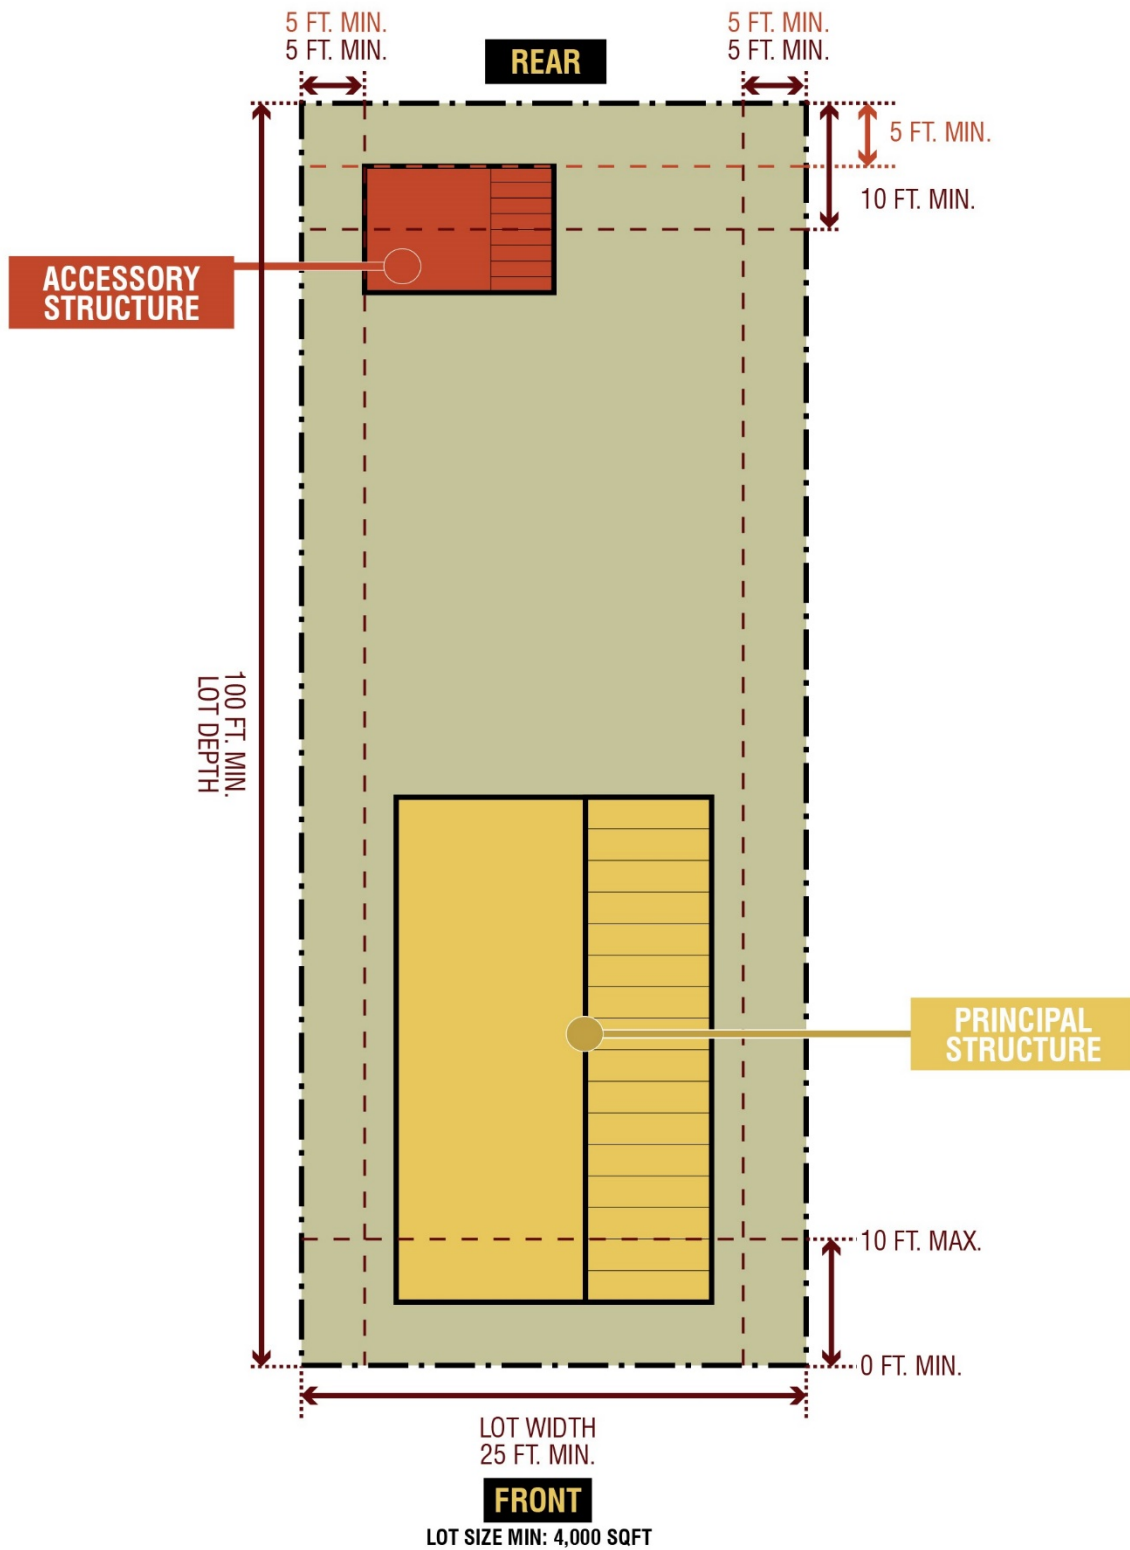 5 FT. MIN.
5 FT. MIN.
REAR
5 FT. MIN.
5 FT. MIN.
5 FT. MIN.
10 FT. MIN.
ACCESSORY
STRUCTURE
100 FT. MIN.
LOT DEPTH
PRINCIPAL
STRUCTURE
10 FT. MAX.
0 FT. MIN.
LOT WIDTH
25 FT. MIN.
FRONT
LOT SIZE MIN: 4,000 SQFT